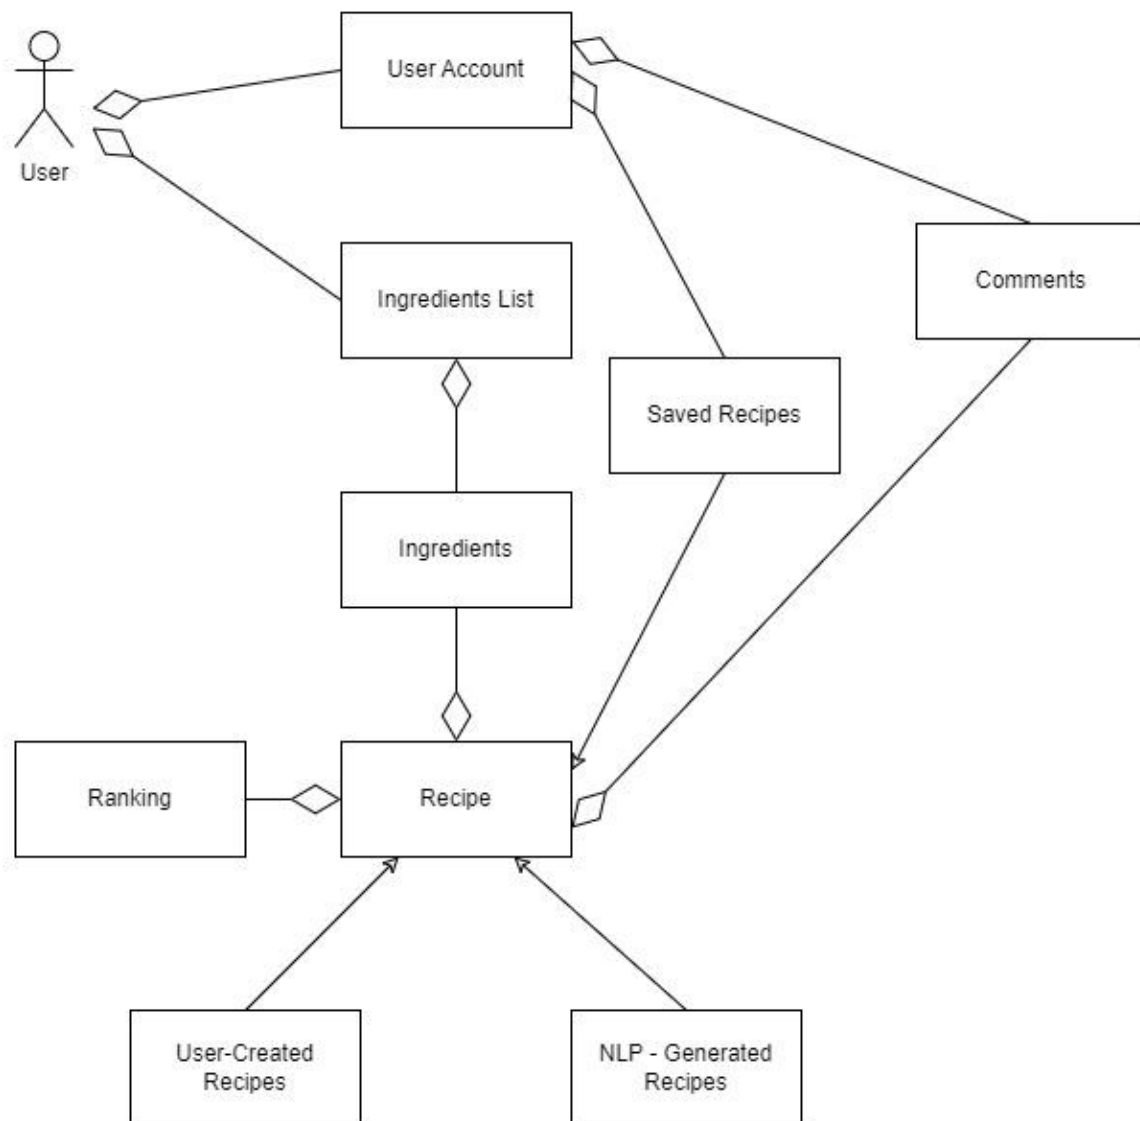 User Account
User
Ingredients List
Comments
Saved Recipes
Ingredients
Ranking
Recipe
User-Created
Recipes
NLP - Generated
Recipes